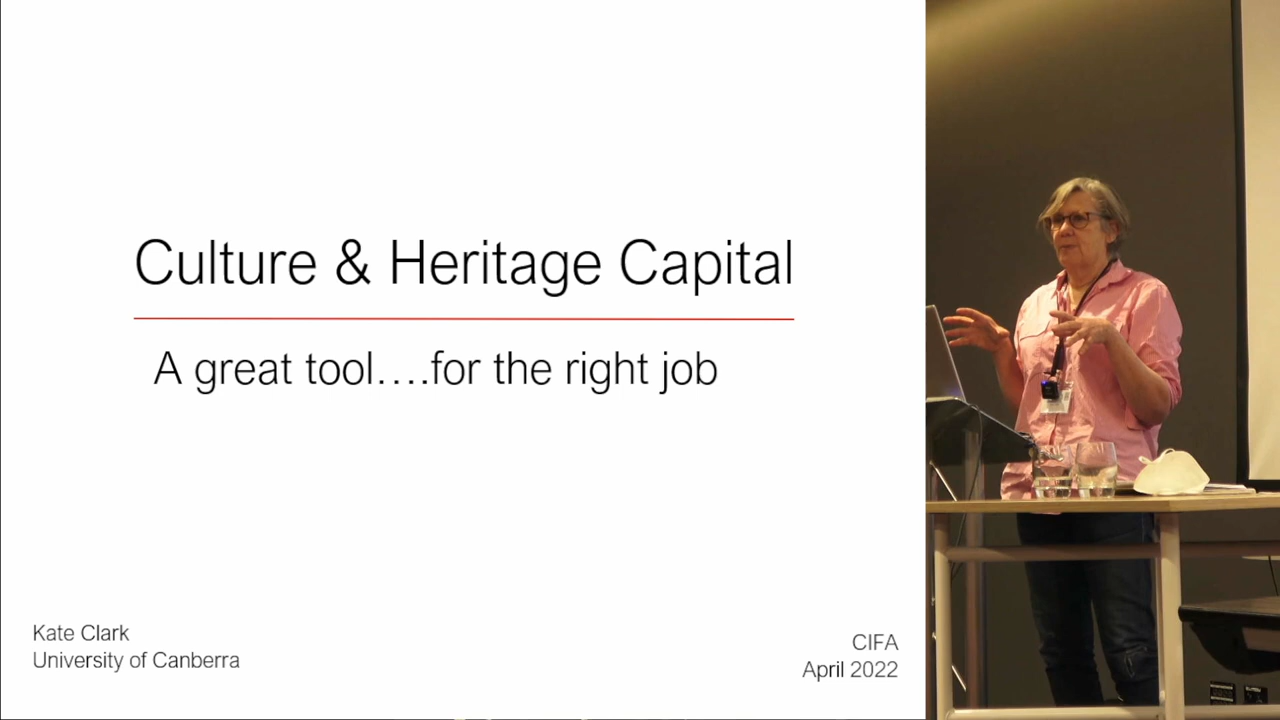 Culture & Heritage Capital
A great tool....for the right job
Kate Clark
University of Canberra
CIFA
April 2022